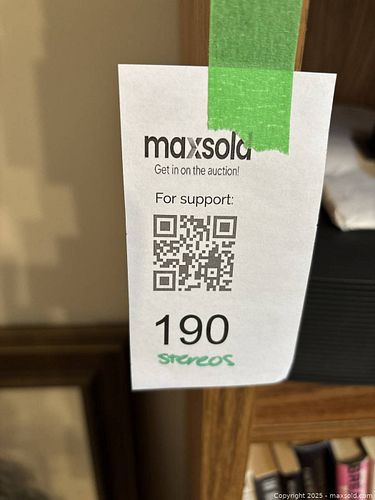 maxsold
Get in on the auction!
For support:
190
stereos
Copyright 2025 - maxsold.com